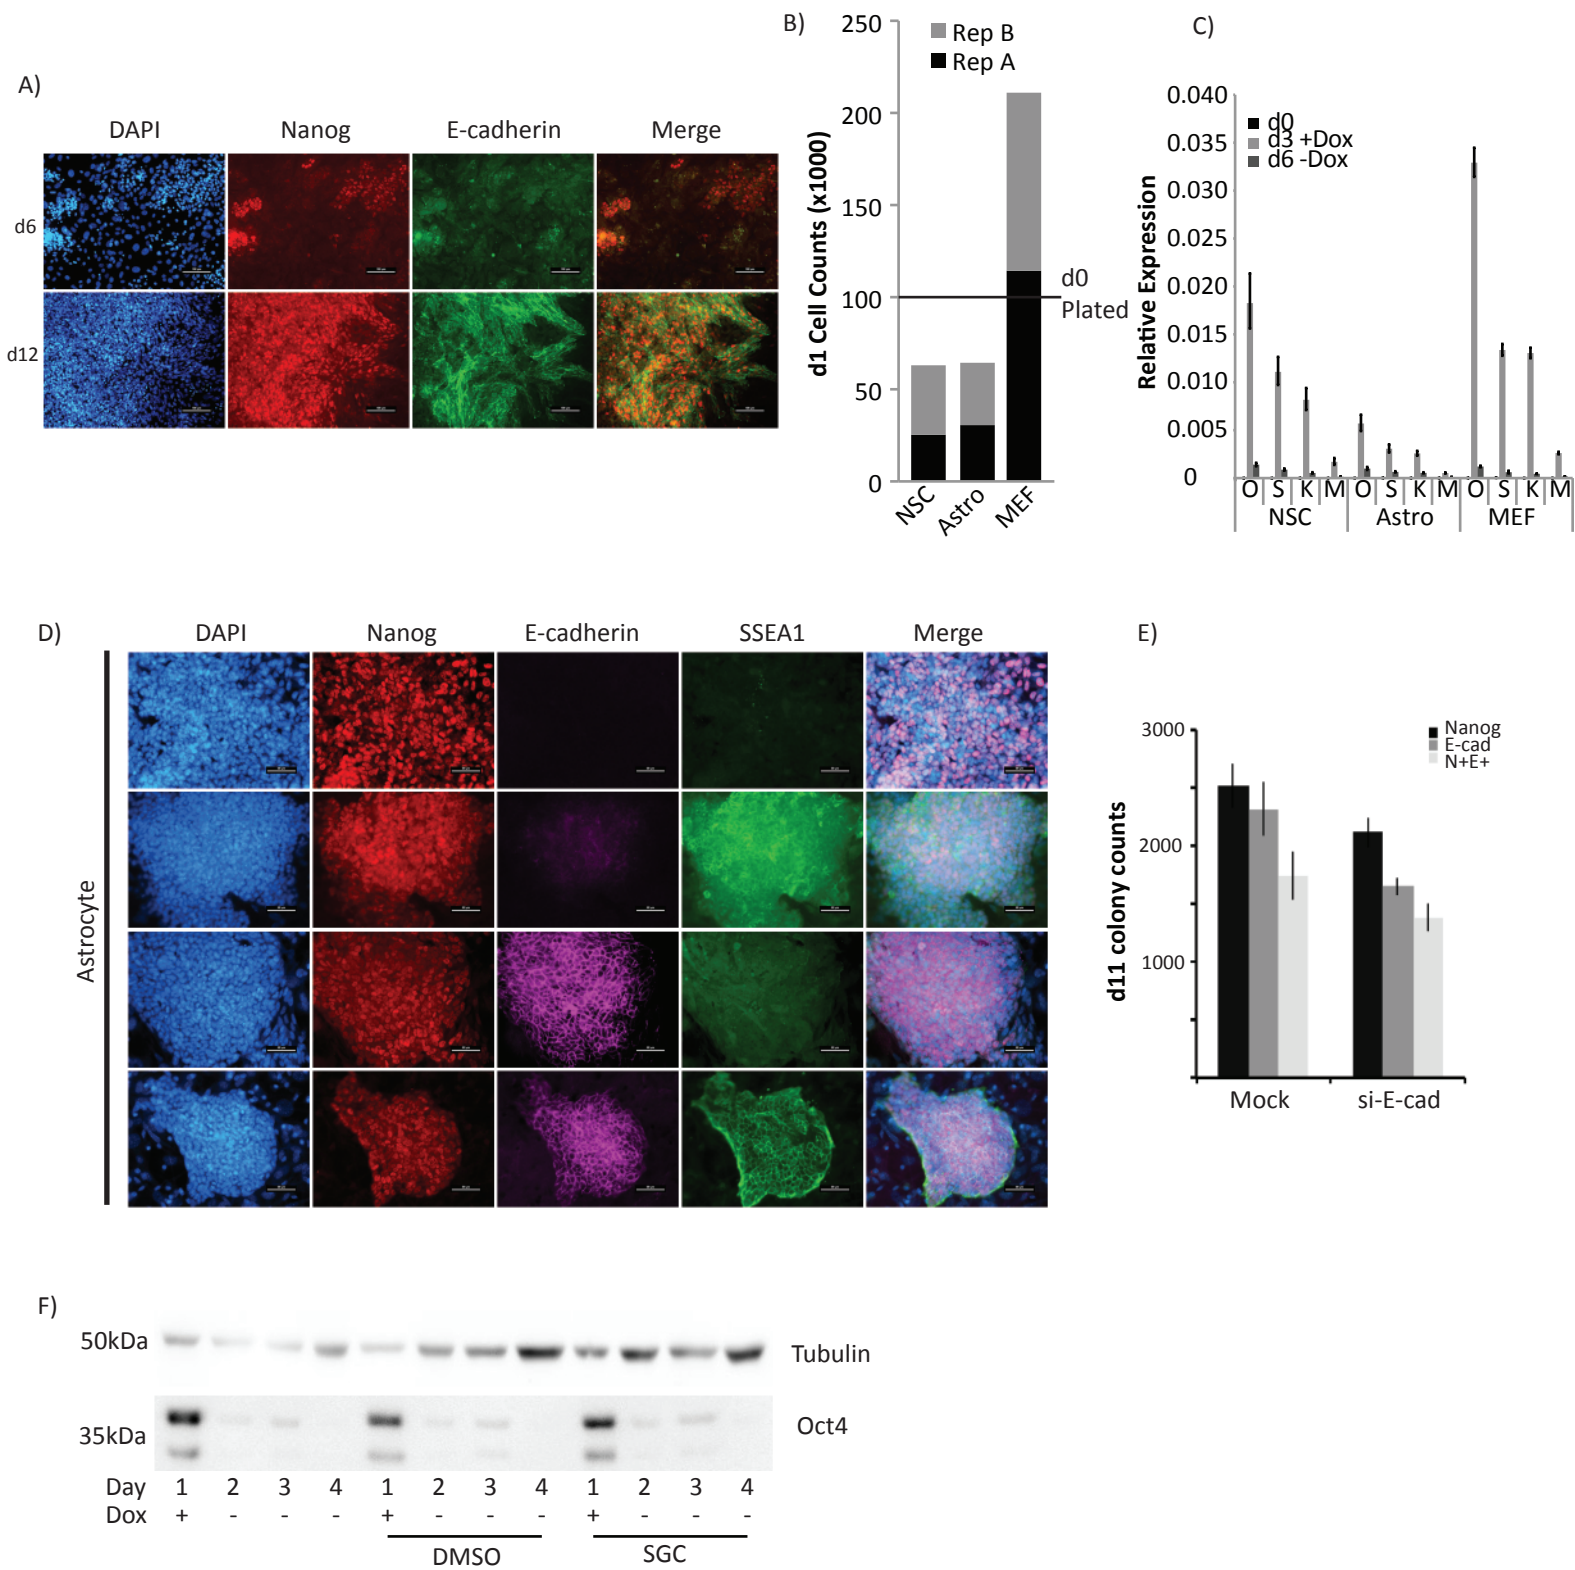 A)
DAPI Nanog E-cadherin Merge
d6
d12
B)
250
200
150
100
50
0
d1 Cell Counts (x1000)
Rep B
Rep A
d0
Plated
NSC Astro MEF
C)
0.040
0.035
0.030
0.025
0.020
0.015
0.010
0.005
0
Relative Expression
d0
d3 +Dox
d6 -Dox
O S K M O S K M O S K M
NSC Astro MEF
D)
DAPI Nanog E-cadherin SSEA1 Merge
Astrocyte
E)
3000
2000
1000
d11 colony counts
Nanog
E-cad
N+E+
Mock si-E-cad
F)
50kDa
Tubulin
35kDa
Oct4
Day 1 2 3 4 1 2 3 4 1 2 3 4
Dox + - - - + - - - + - - -
DMSO SGC